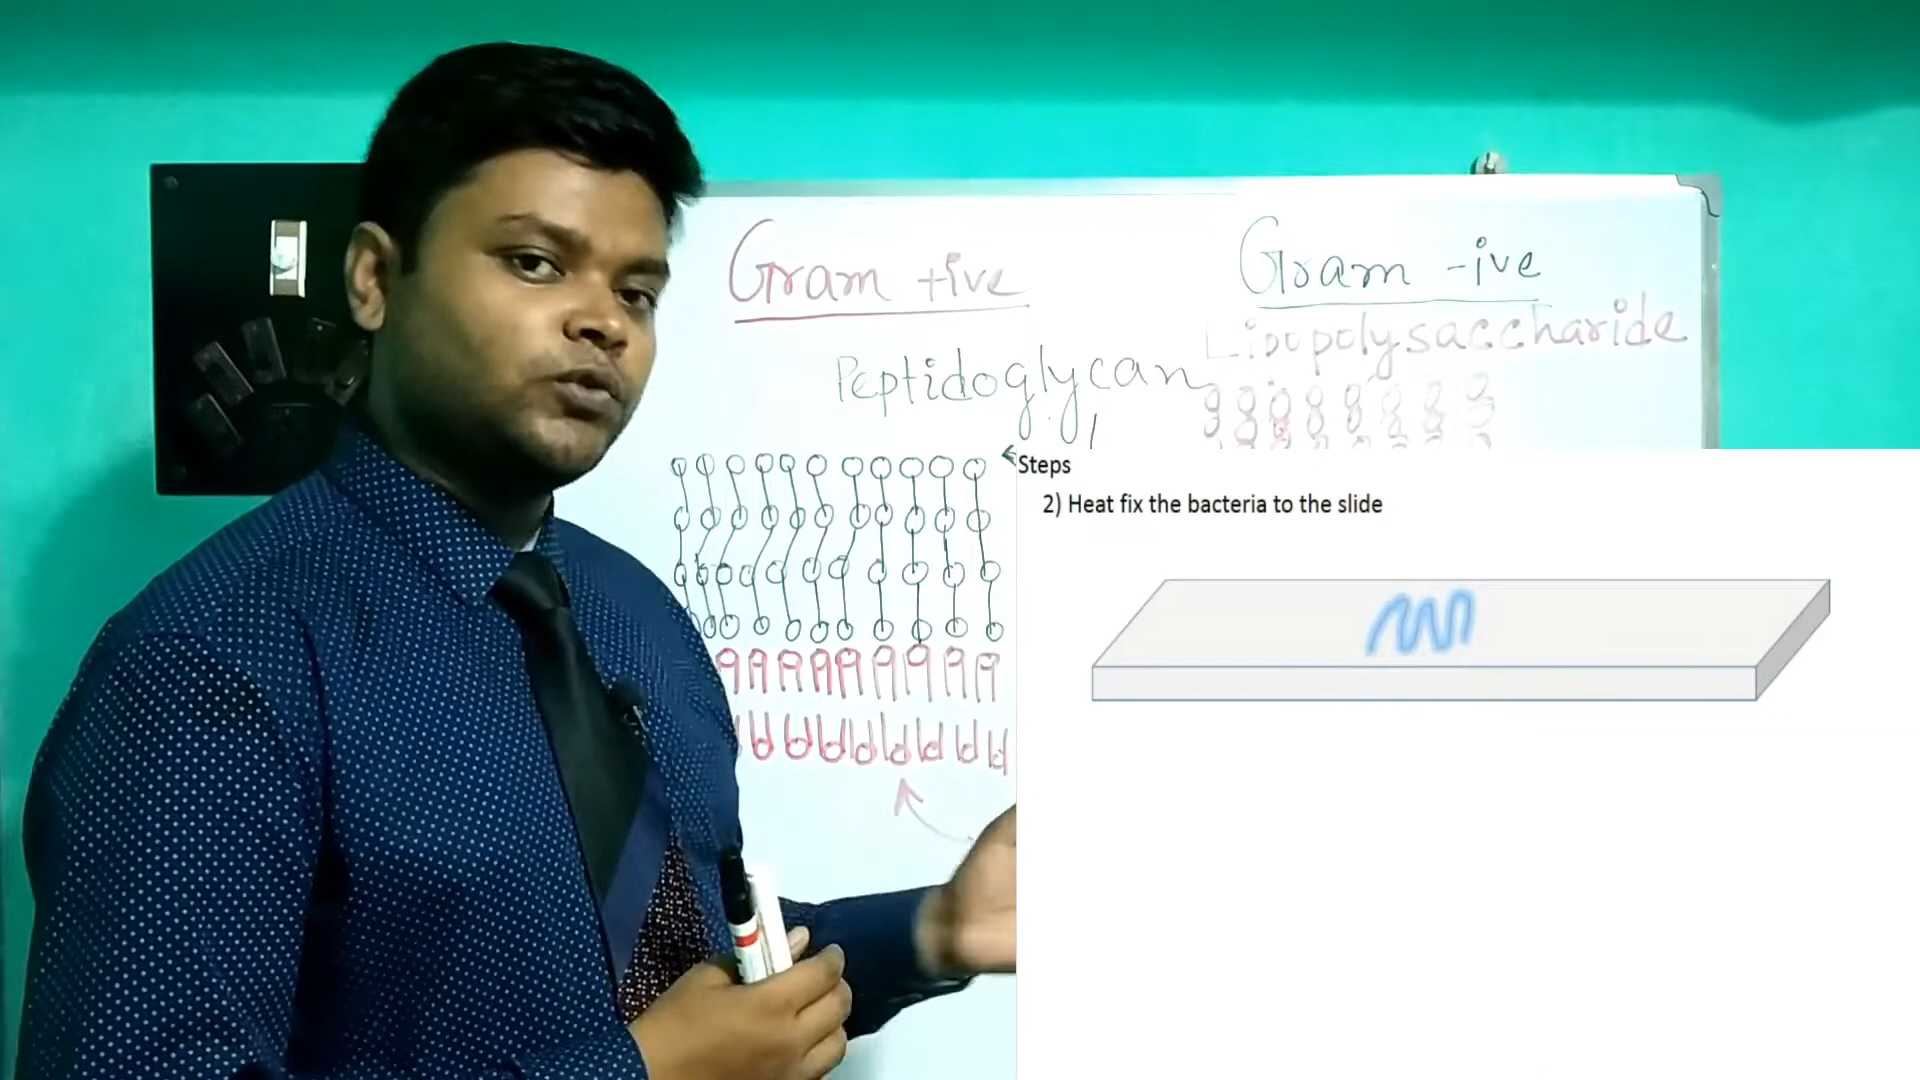 Gram +ive
Gram -ive
Lipopolysaccharide
Peptidoglycan
Steps
2) Heat fix the bacteria to the slide